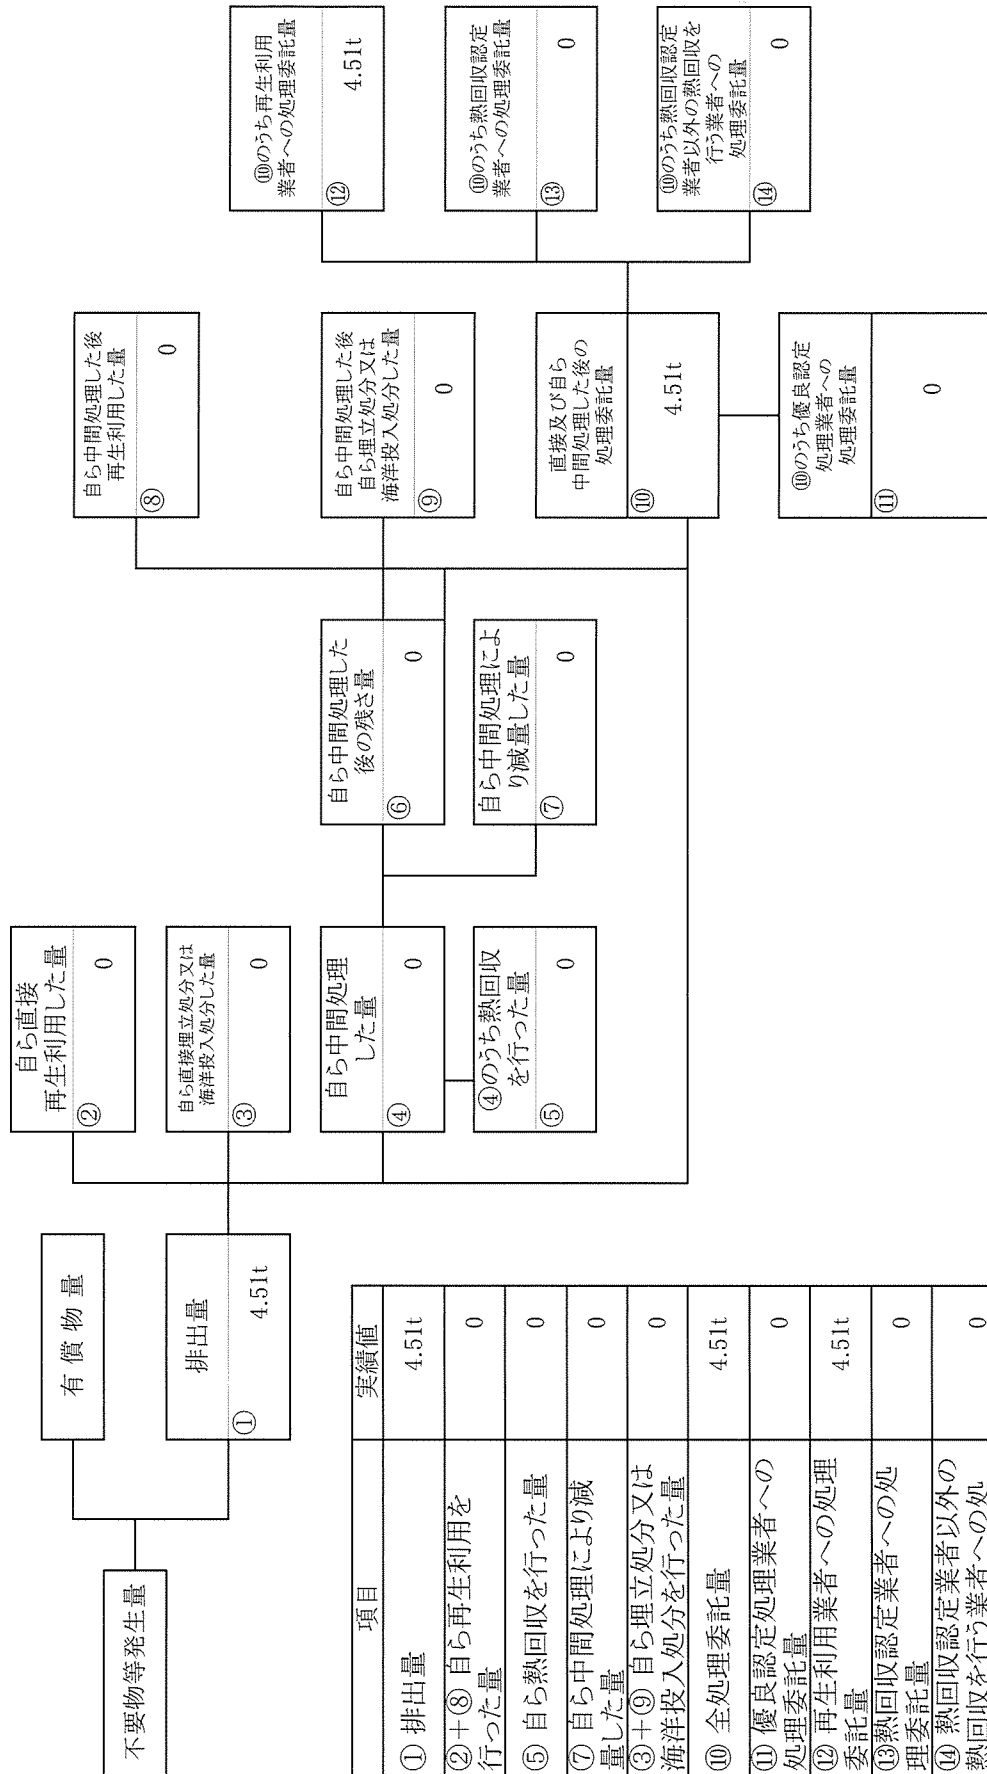 不要物等発生量
有償物量
排出量
①
4.51t
自ら直接
再生利用した量
②
0
自ら直接埋立処分又は
海洋投入処分した量
③
0
自ら中間処理
した量
④
0
④のうち熱回収
を行った量
⑤
0
自ら中間処理した
後の残さ量
⑥
0
自ら中間処理によ
り減量した量
⑦
0
自ら中間処理した後
再生利用した量
⑧
0
自ら中間処理した後
自ら埋立処分又は
海洋投入処分した量
⑨
0
直接及び自ら
中間処理した後の
処理委託量
⑩
4.51t
⑩のうち優良認定
処理業者への
処理委託量
⑪
0
⑩のうち再生利用
業者への処理委託量
⑫
4.51t
⑩のうち熱回収認定
業者への処理委託量
⑬
0
⑩のうち熱回収認定
業者以外の熱回収を
行う業者への
処理委託量
⑭
0
項目 実績値
① 排出量 4.51t
②+⑧ 自ら再生利用を
行った量 0
⑤ 自ら熱回収を行った量 0
⑦ 自ら中間処理により減
量した量 0
③+⑨ 自ら埋立処分又は
海洋投入処分を行った量 0
⑩ 全処理委託量 4.51t
⑪ 優良認定処理業者への
処理委託量 0
⑫ 再生利用業者への処理
委託量 4.51t
⑬熱回収認定業者への処
理委託量 0
⑭ 熱回収認定業者以外の
熱回収を行う業者への処 0